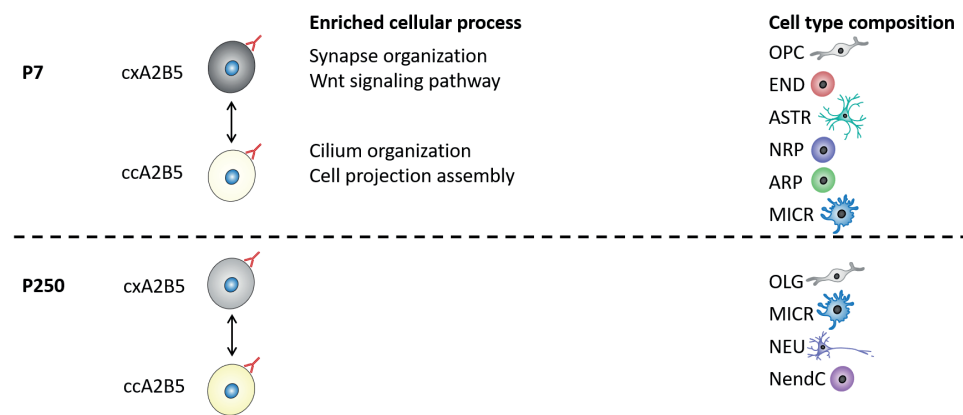 Enriched cellular process
Cell type composition
P7
cxA2B5
Synapse organization
Wnt signaling pathway
ccA2B5
Cilium organization
Cell projection assembly
OPC
END
ASTR
NRP
ARP
MICR
P250
cxA2B5
ccA2B5
OLG
MICR
NEU
NendC